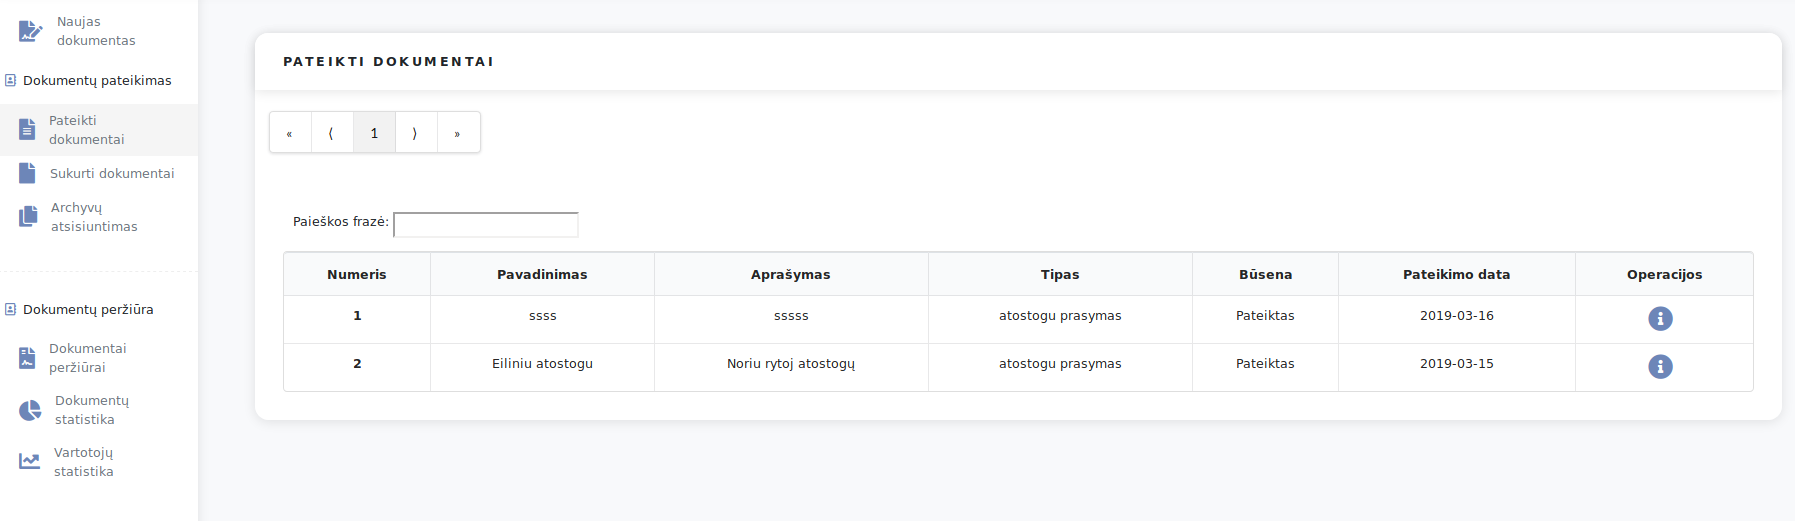 Naujas
dokumentas
Dokumentų pateikimas
Pateikti
dokumentai
Sukurti dokumentai
Archyvų
atsisiuntimas
Dokumentų peržiūra
Dokumentai
peržiūrai
Dokumentų
statistika
Vartotojų
statistika
PATEIKTI DOKUMENTAI
« ⟨ 1 ⟩ »
Paieškos frazė:
Numeris Pavadinimas Aprašymas Tipas Būsena Pateikimo data Operacijos
1 ssss sssss atostogu prasymas Pateiktas 2019-03-16
2 Eiliniu atostogu Noriu rytoj atostogų atostogu prasymas Pateiktas 2019-03-15